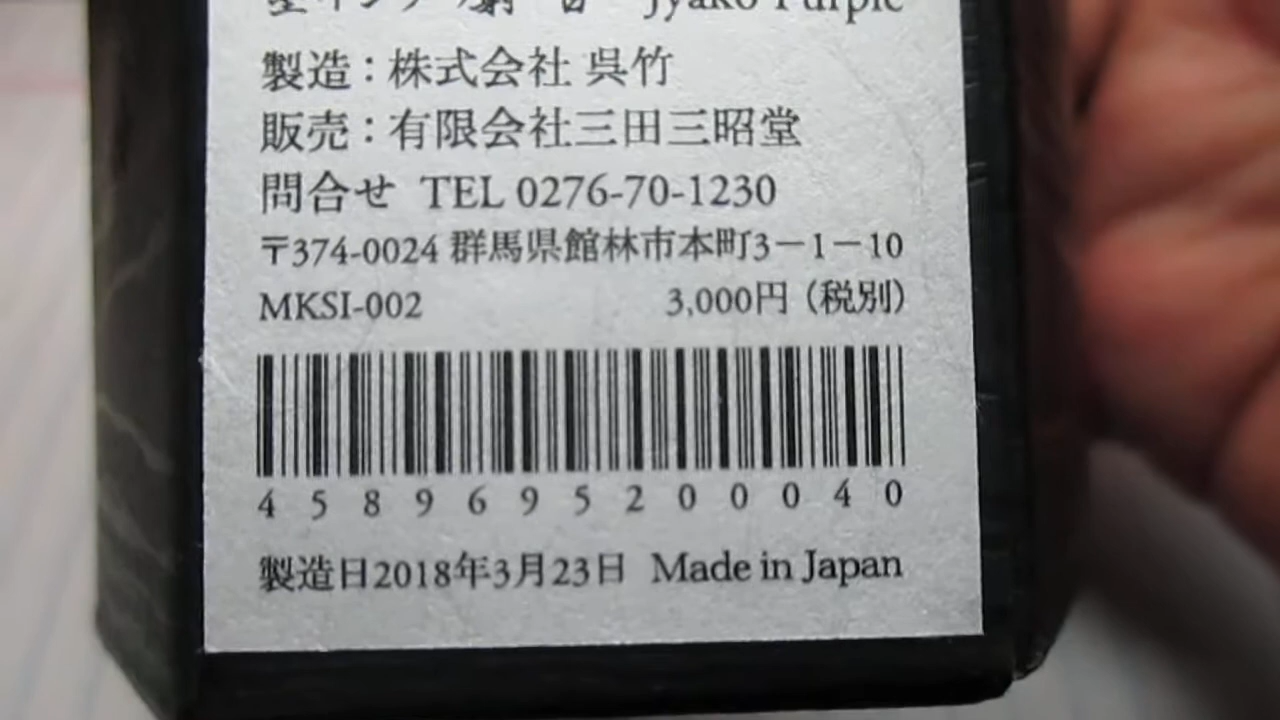 Jyako Purple
製造：株式会社 呉竹
販売：有限会社三田三昭堂
問合せ TEL 0276-70-1230
〒374-0024 群馬県館林市本町3－1－10
MKSI-002 3,000円（税別）
4589695200040
製造日2018年3月23日 Made in Japan